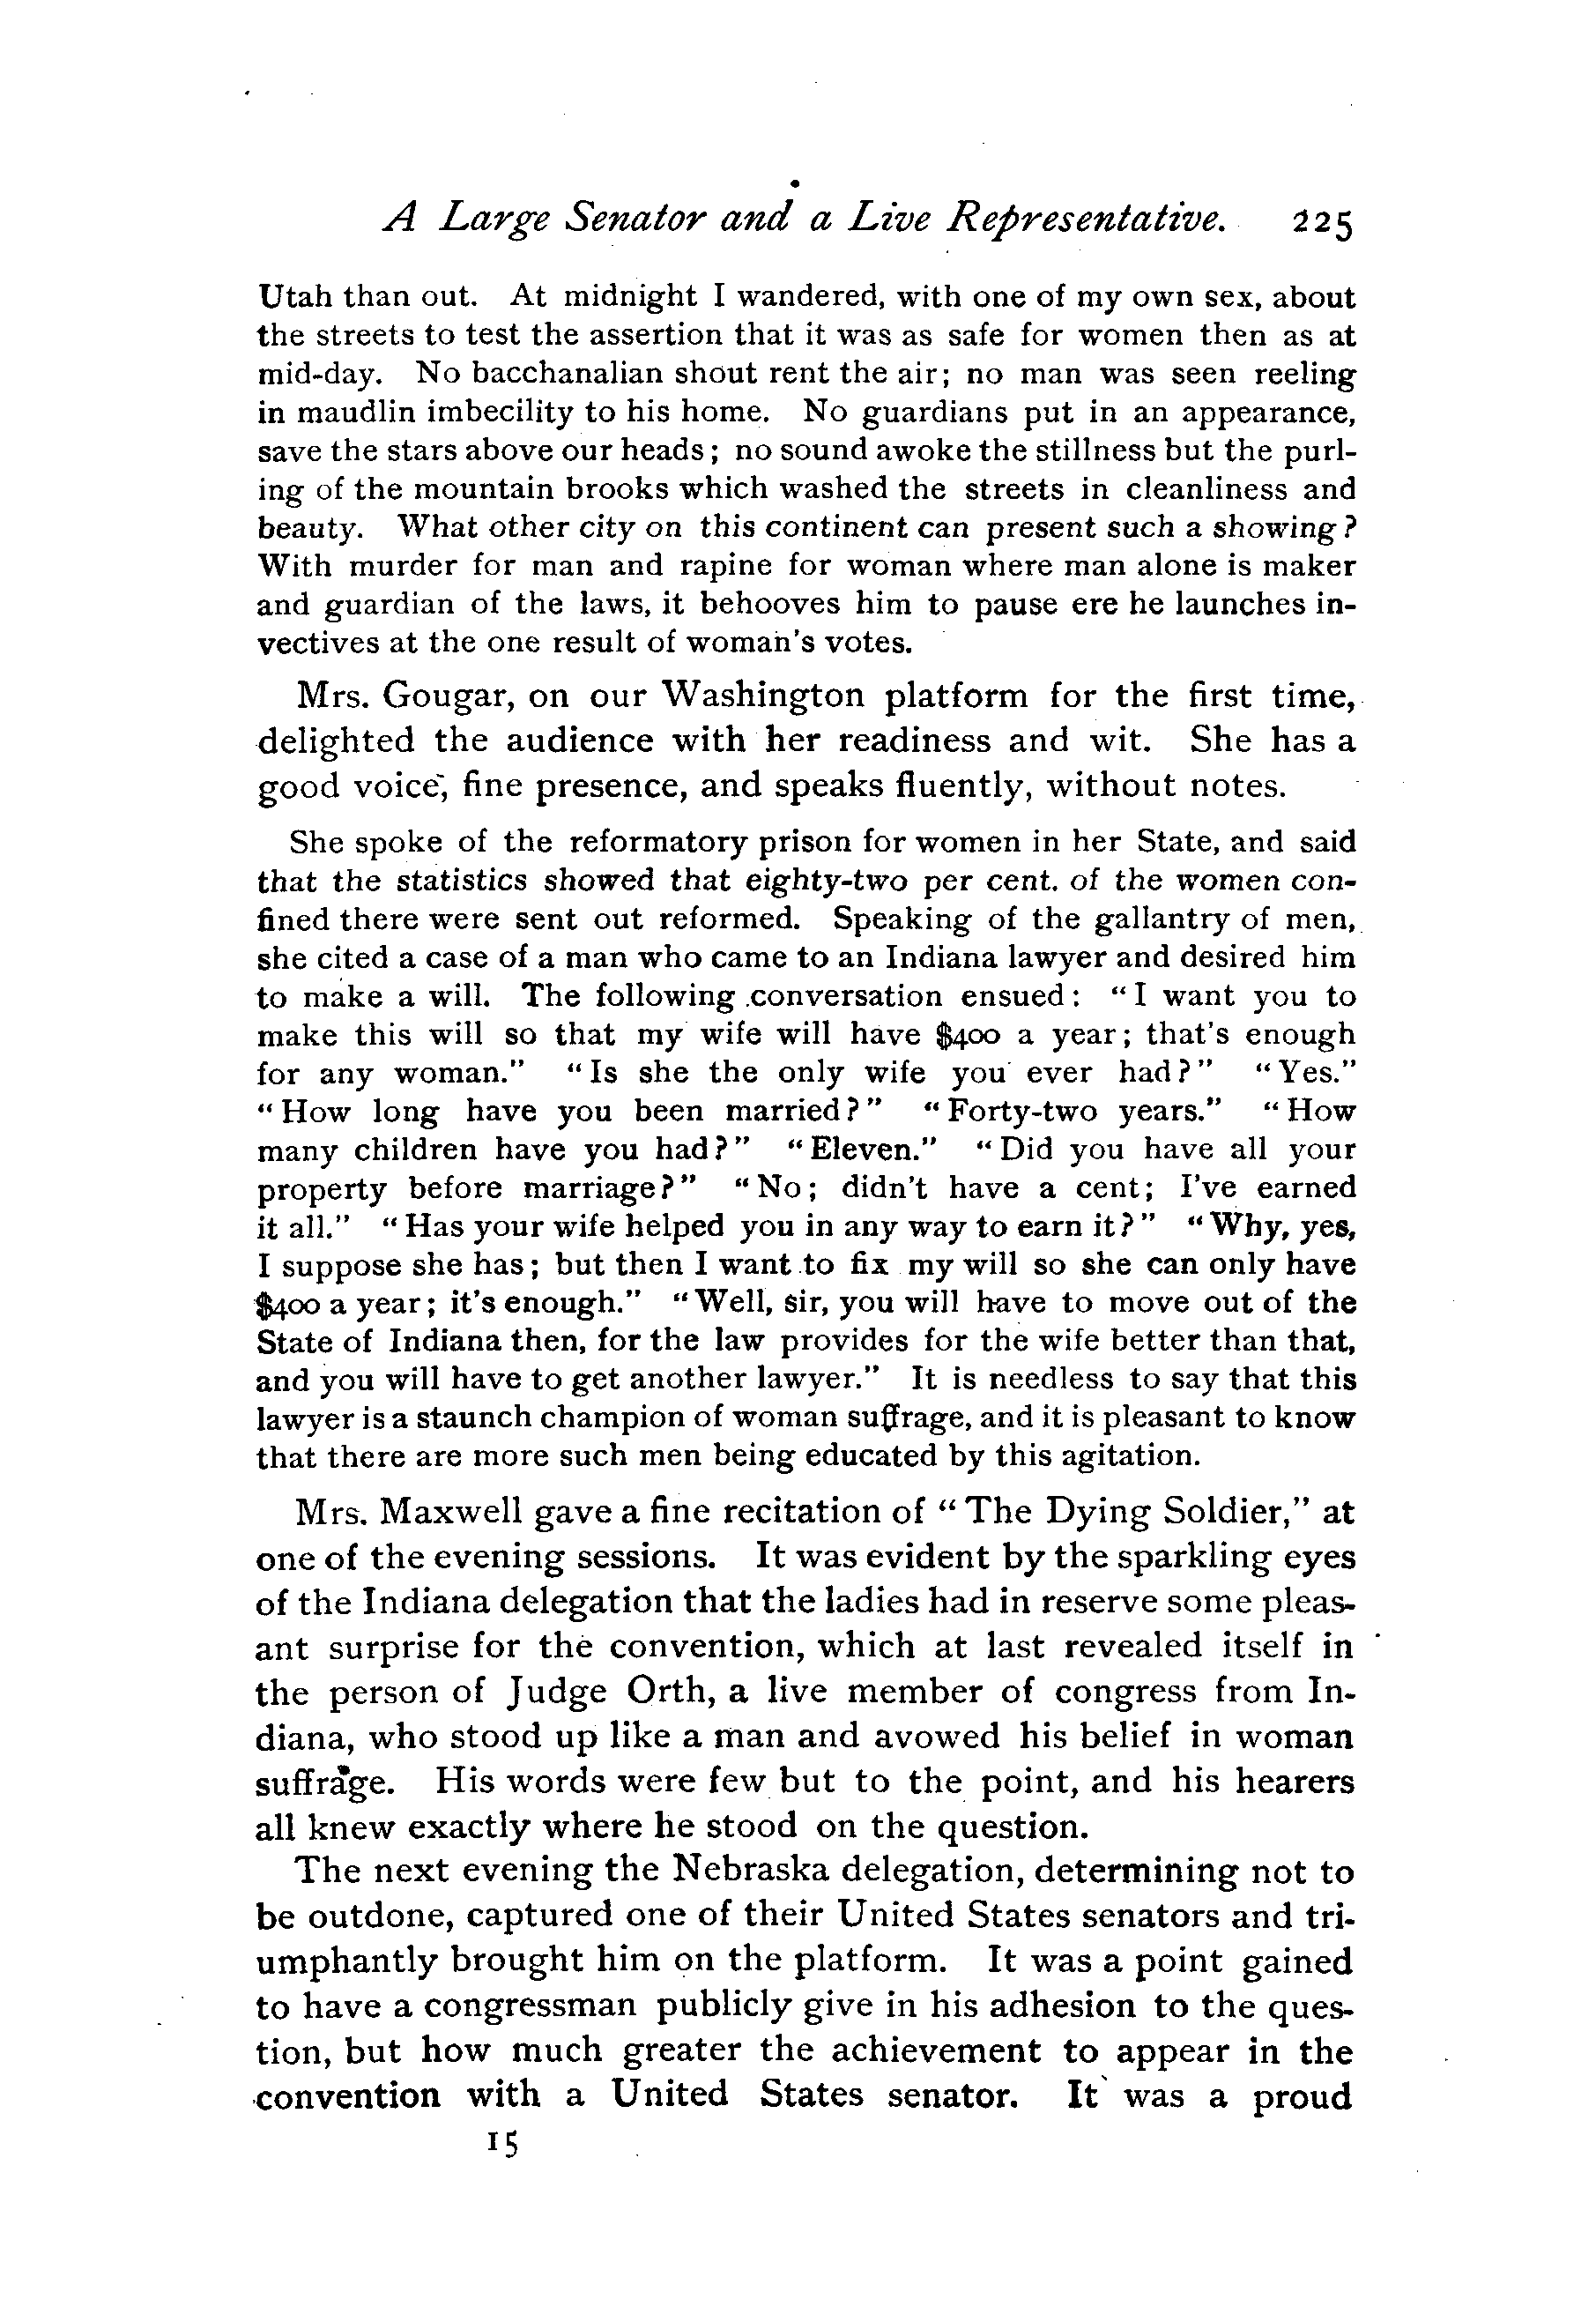 A Large Senator and a Live Representative. 225
Utah than out. At midnight I wandered, with one of my own sex, about
the streets to test the assertion that it was as safe for women then as at
mid-day. No bacchanalian shout rent the air; no man was seen reeling
in maudlin imbecility to his home. No guardians put in an appearance,
save the stars above our heads; no sound awoke the stillness but the purl-
ing of the mountain brooks which washed the streets in cleanliness and
beauty. What other city on this continent can present such a showing?
With murder for man and rapine for woman where man alone is maker
and guardian of the laws, it behooves him to pause ere he launches in-
vectives at the one result of woman's votes.
Mrs. Gougar, on our Washington platform for the first time,
delighted the audience with her readiness and wit. She has a
good voice, fine presence, and speaks fluently, without notes.
She spoke of the reformatory prison for women in her State, and said
that the statistics showed that eighty-two per cent. of the women con-
fined there were sent out reformed. Speaking of the gallantry of men,
she cited a case of a man who came to an Indiana lawyer and desired him
to make a will. The following conversation ensued: "I want you to
make this will so that my wife will have $400 a year; that's enough
for any woman." "Is she the only wife you ever had?" "Yes."
"How long have you been married?" "Forty-two years." "How
many children have you had?" "Eleven." "Did you have all your
property before marriage?" "No; didn't have a cent; I've earned
it all." "Has your wife helped you in any way to earn it?" "Why, yes,
I suppose she has; but then I want to fix my will so she can only have
$400 a year; it's enough." "Well, sir, you will have to move out of the
State of Indiana then, for the law provides for the wife better than that,
and you will have to get another lawyer." It is needless to say that this
lawyer is a staunch champion of woman suffrage, and it is pleasant to know
that there are more such men being educated by this agitation.
Mrs. Maxwell gave a fine recitation of "The Dying Soldier," at
one of the evening sessions. It was evident by the sparkling eyes
of the Indiana delegation that the ladies had in reserve some pleas-
ant surprise for the convention, which at last revealed itself in
the person of Judge Orth, a live member of congress from In-
diana, who stood up like a man and avowed his belief in woman
suffrage. His words were few but to the point, and his hearers
all knew exactly where he stood on the question.
The next evening the Nebraska delegation, determining not to
be outdone, captured one of their United States senators and tri-
umphantly brought him on the platform. It was a point gained
to have a congressman publicly give in his adhesion to the ques-
tion, but how much greater the achievement to appear in the
convention with a United States senator. It was a proud
15